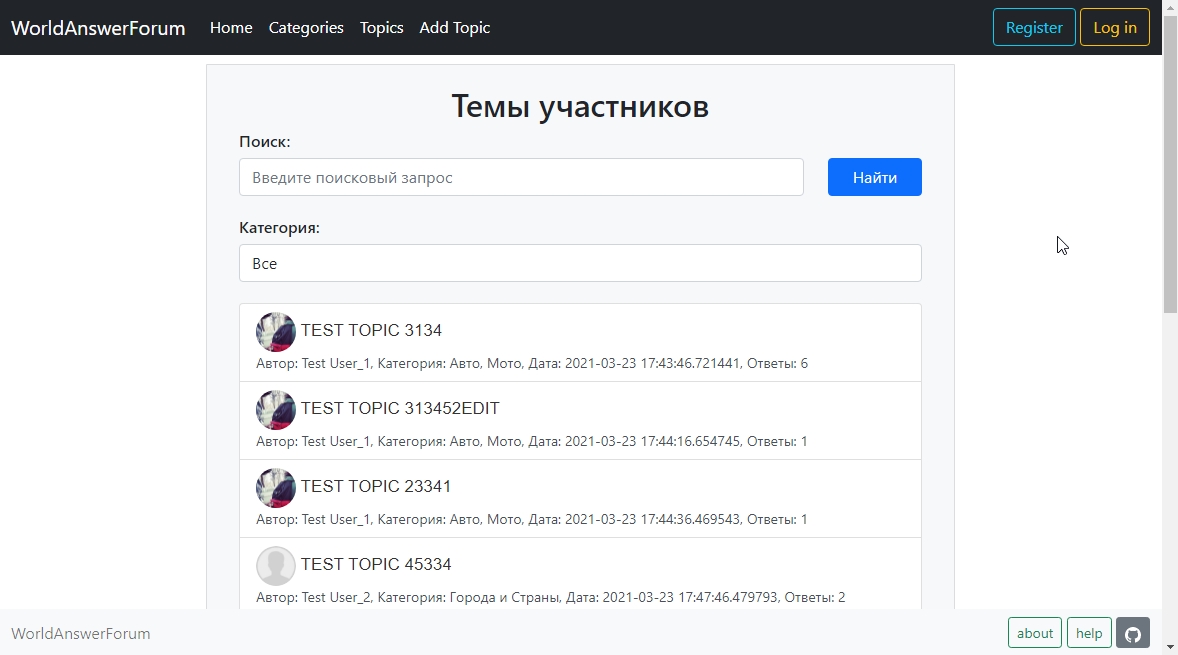 WorldAnswerForum Home Categories Topics Add Topic Register Log in
Темы участников
Поиск:
Введите поисковый запрос Найти
Категория:
Все
TEST TOPIC 3134
Автор: Test User_1, Категория: Авто, Мото, Дата: 2021-03-23 17:43:46.721441, Ответы: 6
TEST TOPIC 313452EDIT
Автор: Test User_1, Категория: Авто, Мото, Дата: 2021-03-23 17:44:16.654745, Ответы: 1
TEST TOPIC 23341
Автор: Test User_1, Категория: Авто, Мото, Дата: 2021-03-23 17:44:36.469543, Ответы: 1
TEST TOPIC 45334
Автор: Test User_2, Категория: Города и Страны, Дата: 2021-03-23 17:47:46.479793, Ответы: 2
WorldAnswerForum about help